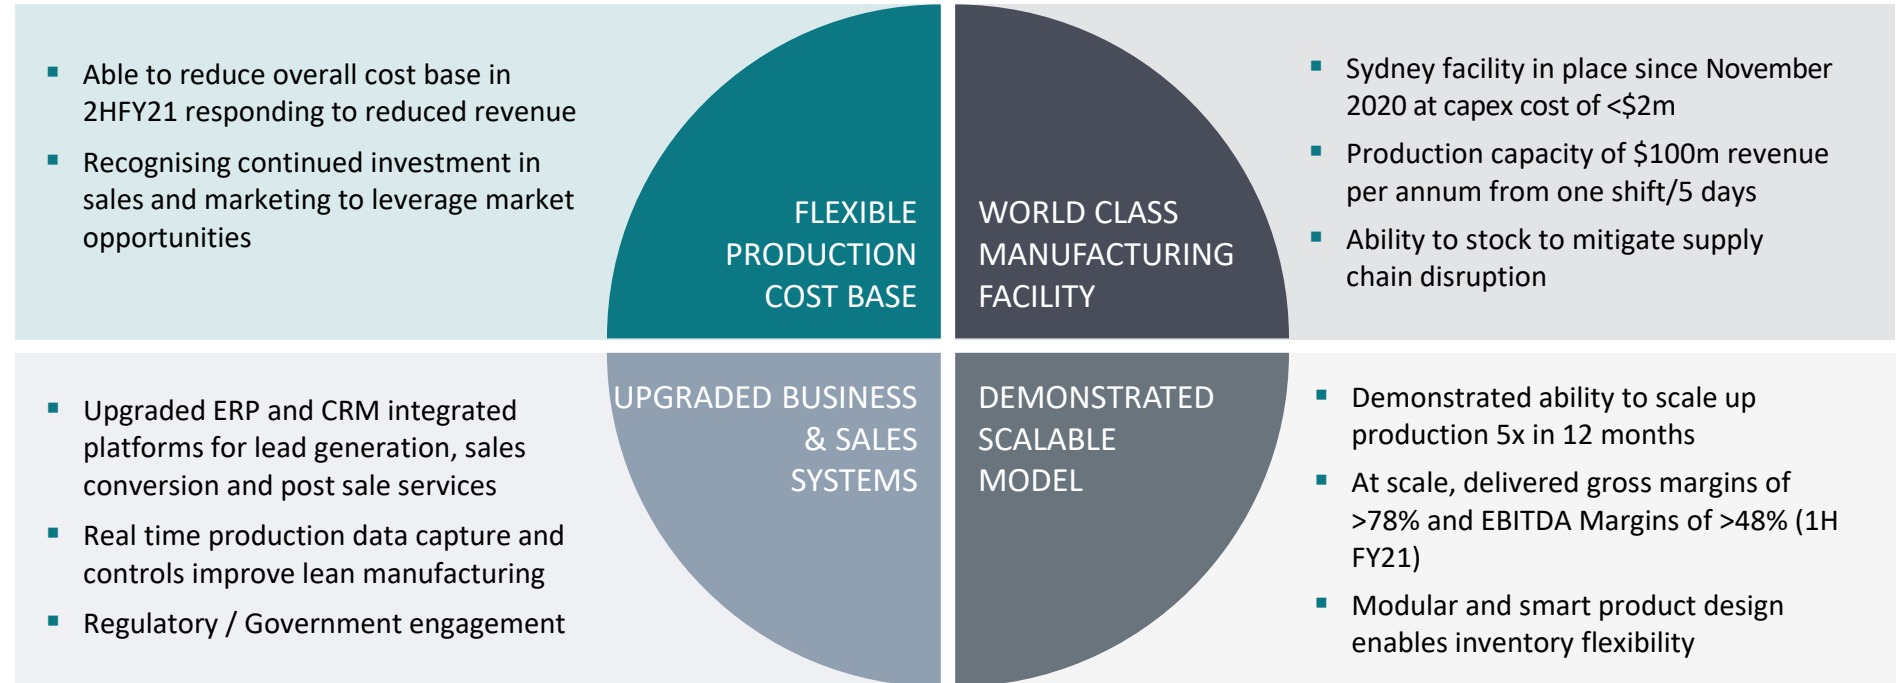 ▪ Able to reduce overall cost base in
2HFY21 responding to reduced revenue
▪ Recognising continued investment in
sales and marketing to leverage market
opportunities
FLEXIBLE
PRODUCTION
COST BASE
WORLD CLASS
MANUFACTURING
FACILITY
▪ Sydney facility in place since November
2020 at capex cost of <$2m
▪ Production capacity of $100m revenue
per annum from one shift/5 days
▪ Ability to stock to mitigate supply
chain disruption
▪ Upgraded ERP and CRM integrated
platforms for lead generation, sales
conversion and post sale services
▪ Real time production data capture and
controls improve lean manufacturing
▪ Regulatory / Government engagement
UPGRADED BUSINESS
& SALES
SYSTEMS
DEMONSTRATED
SCALABLE
MODEL
▪ Demonstrated ability to scale up
production 5x in 12 months
▪ At scale, delivered gross margins of
>78% and EBITDA Margins of >48% (1H
FY21)
▪ Modular and smart product design
enables inventory flexibility